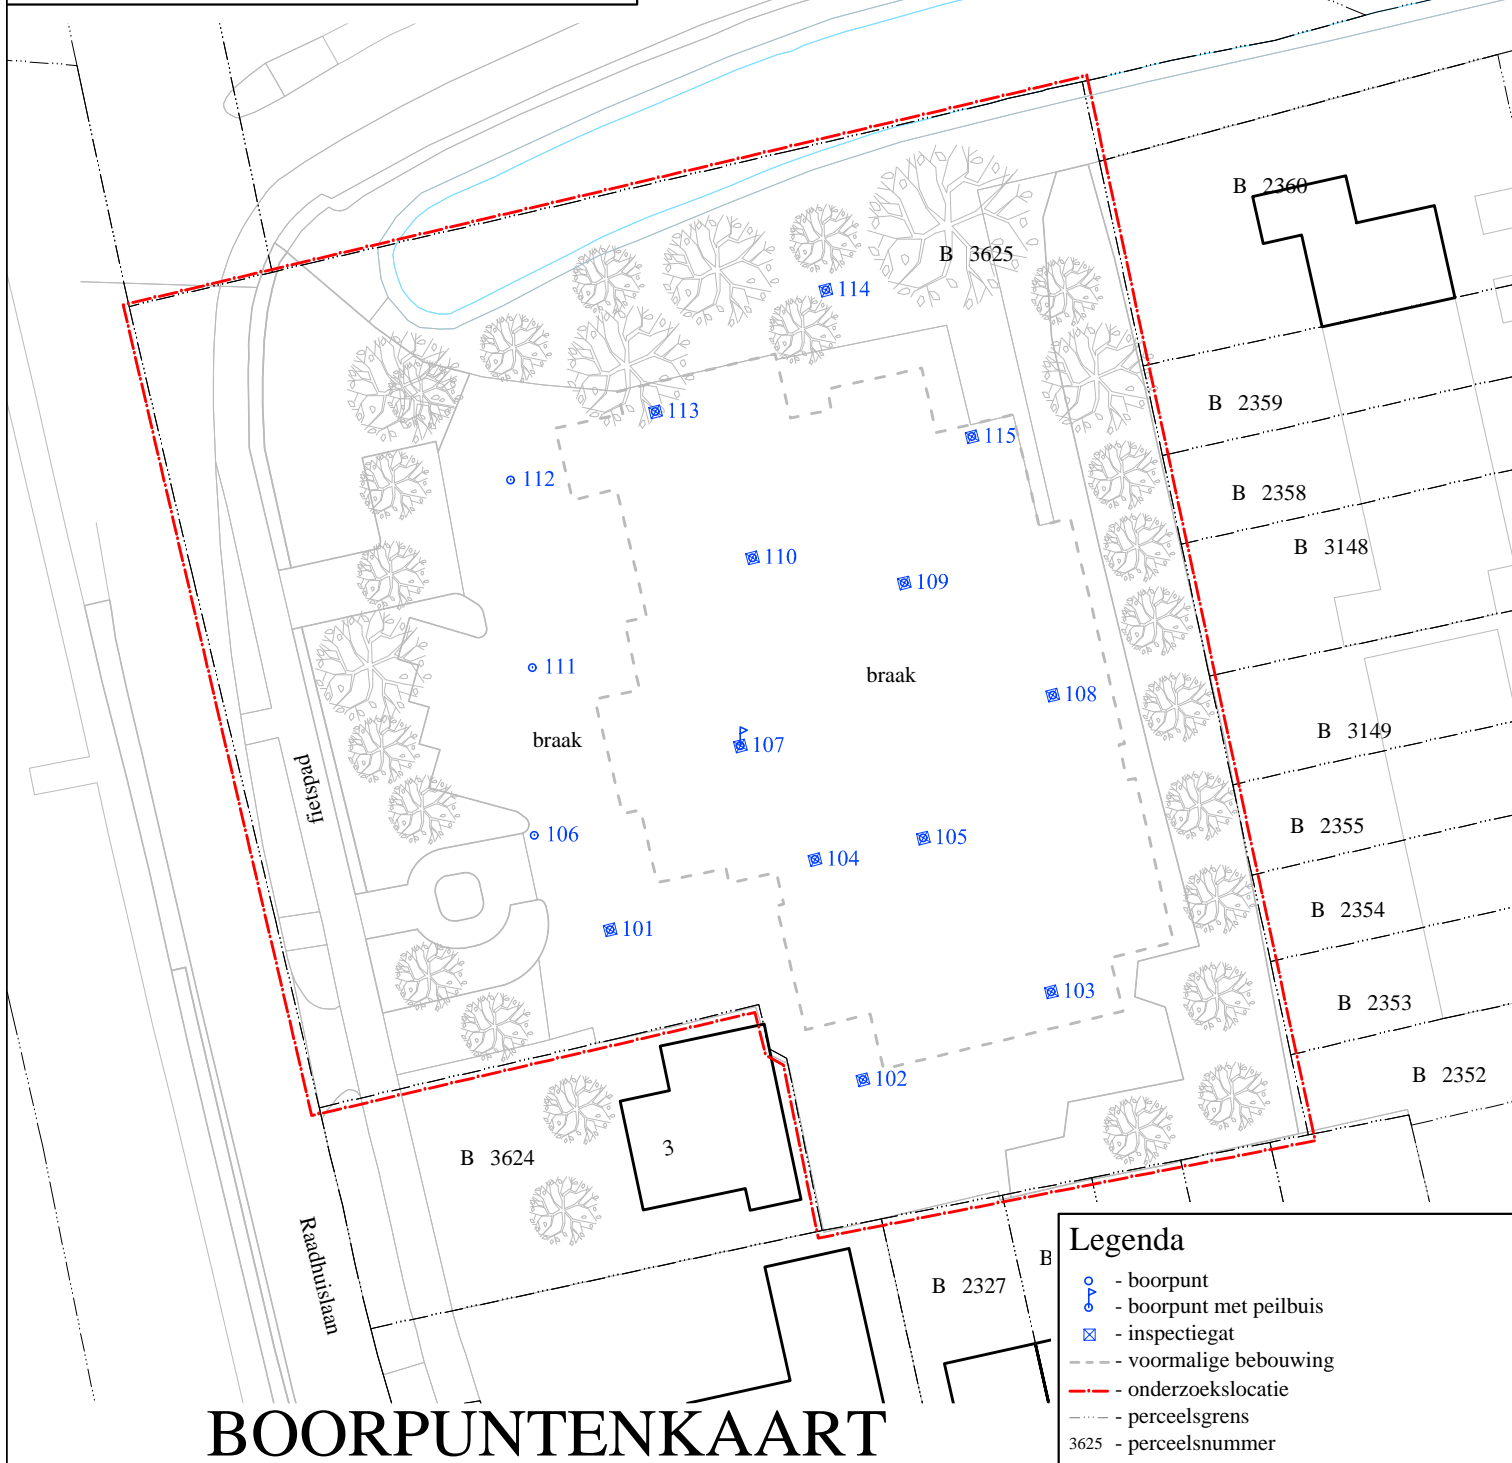 B 2360
B 3625
114
B 2359
113
115
112
B 2358
110
B 3148
109
111
braak
108
B 3149
braak
107
fietspad
B 2355
106
105
104
B 2354
101
103
B 2353
102
B 2352
3
B 3624
Raadhuislaan
B
B 2327
Legenda
- boorpunt
- boorpunt met peilbuis
- inspectiegat
- voormalige bebouwing
- onderzoekslocatie
- perceelsgrens
3625 - perceelsnummer
BOORPUNTENKAART